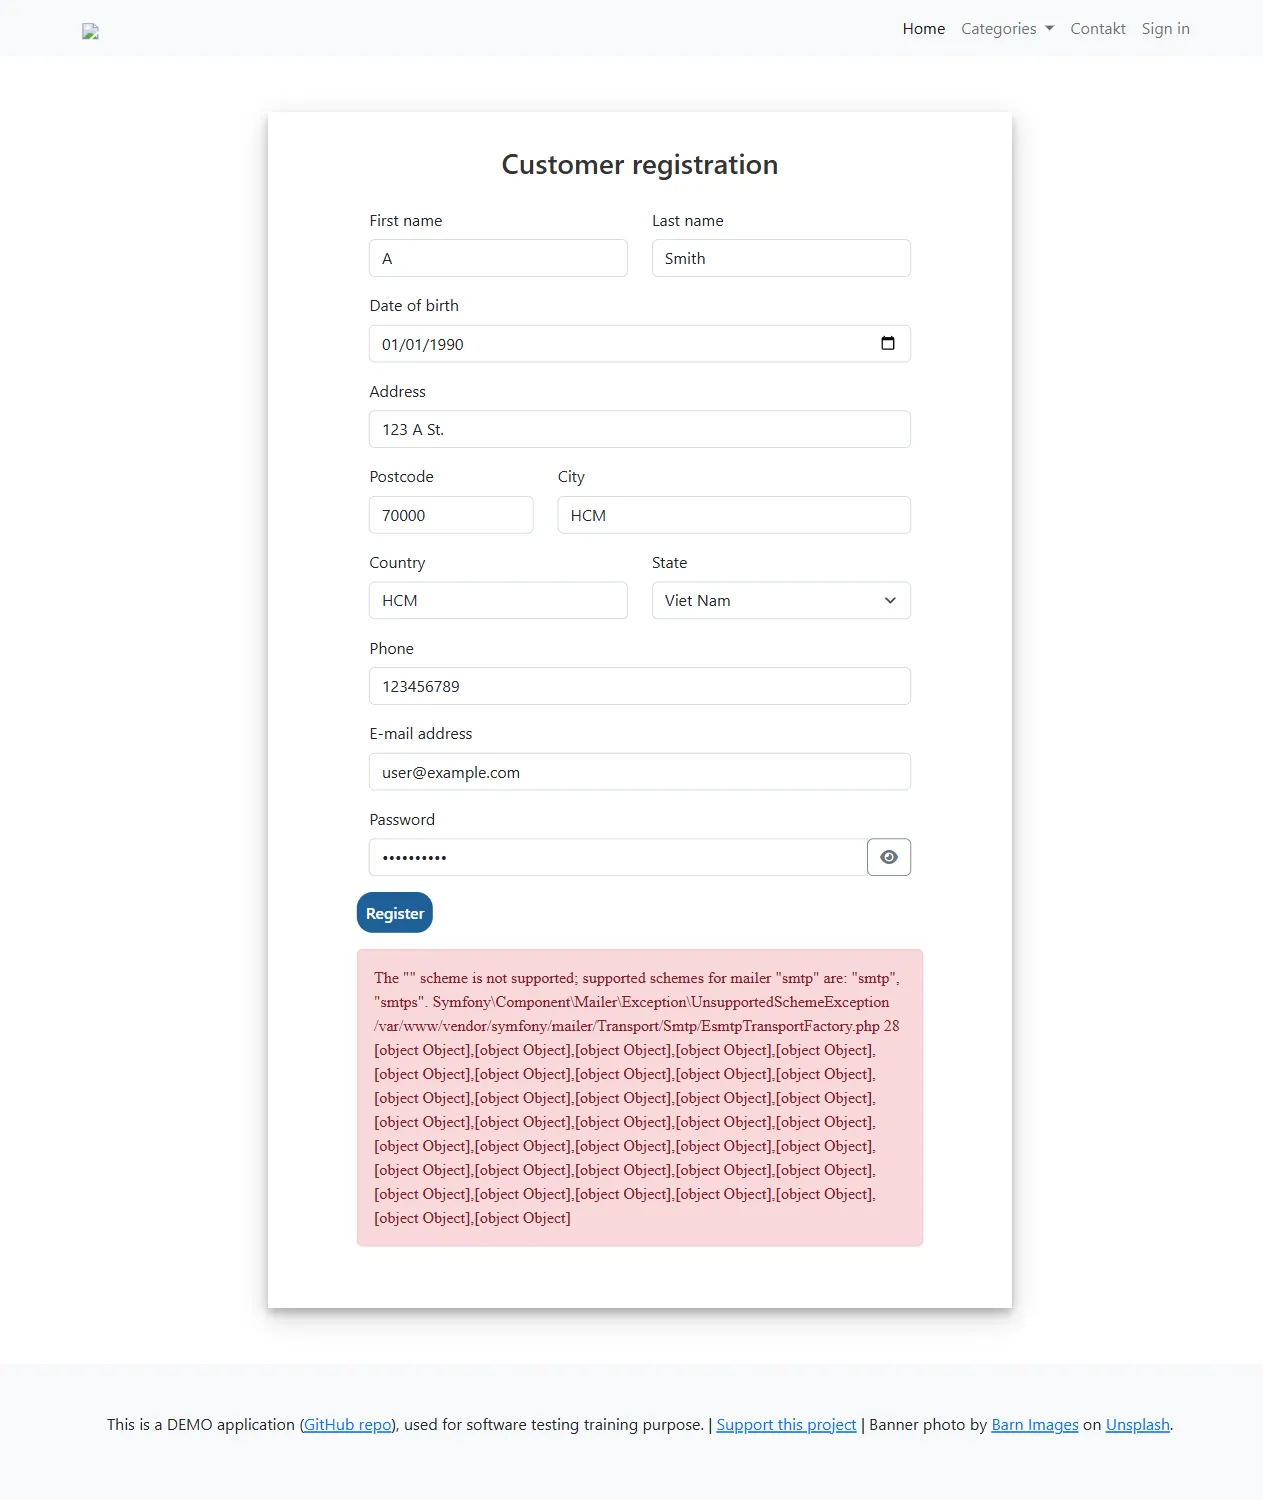 Home Categories Contakt Sign in
Customer registration
First name Last name
A Smith
Date of birth
01/01/1990
Address
123 A St.
Postcode City
70000 HCM
Country State
HCM Viet Nam
Phone
123456789
E-mail address
user@example.com
Password
••••••••••
Register
The "" scheme is not supported; supported schemes for mailer "smtp" are: "smtp",
"smtps". Symfony\Component\Mailer\Exception\UnsupportedSchemeException
/var/www/vendor/symfony/mailer/Transport/Smtp/EsmtpTransportFactory.php 28
[object Object],[object Object],[object Object],[object Object],[object Object],
[object Object],[object Object],[object Object],[object Object],[object Object],
[object Object],[object Object],[object Object],[object Object],[object Object],
[object Object],[object Object],[object Object],[object Object],[object Object],
[object Object],[object Object],[object Object],[object Object],[object Object],
[object Object],[object Object],[object Object],[object Object],[object Object],
[object Object],[object Object],[object Object],[object Object],[object Object],
[object Object],[object Object]
This is a DEMO application (GitHub repo), used for software testing training purpose. | Support this project | Banner photo by Barn Images on Unsplash.